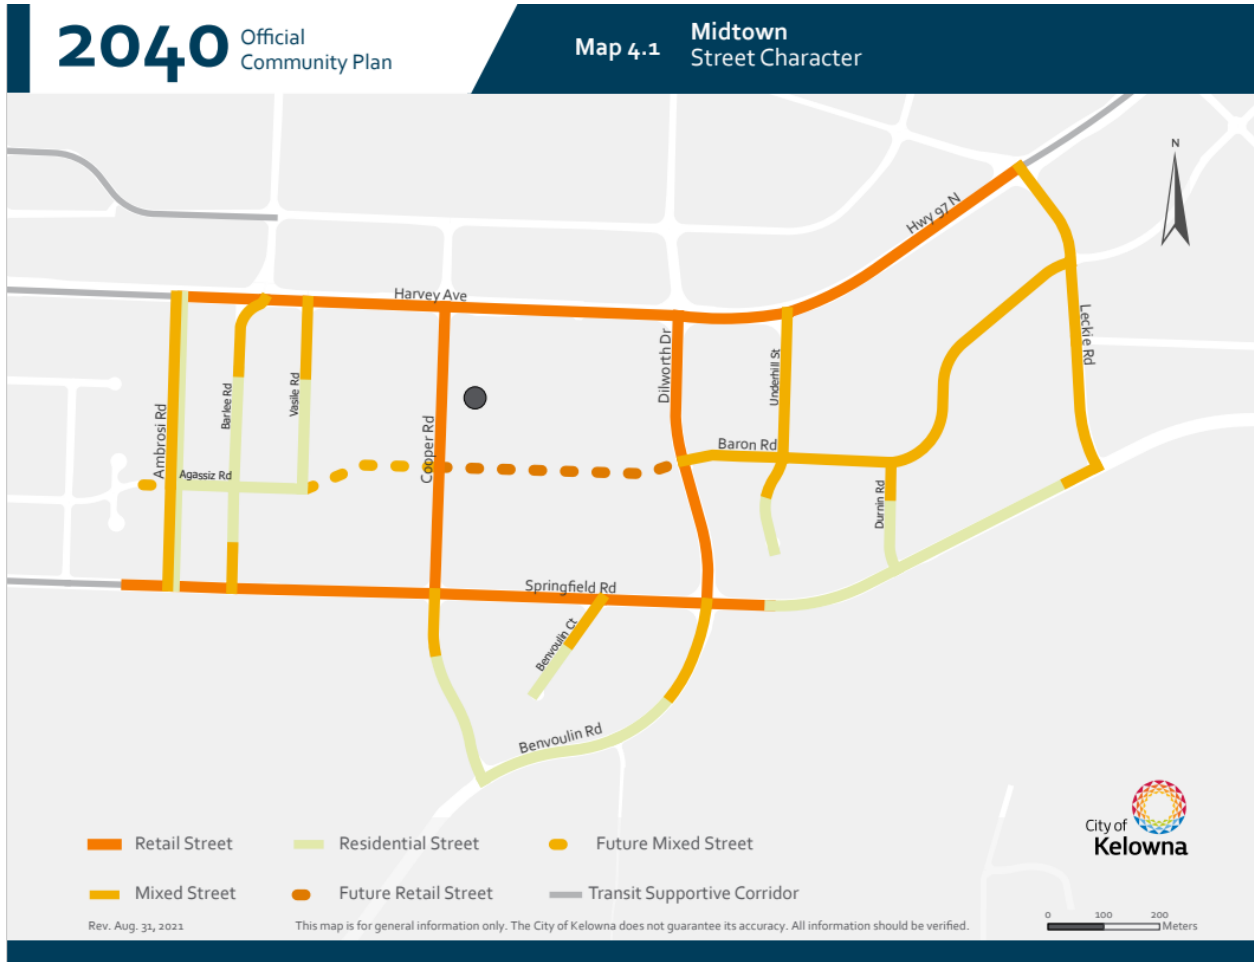 2040 Official
Community Plan
Map 4.1
Midtown
Street Character
N
Hwy 97 N
Harvey Ave
Leckie Rd
Dilworth Dr
Underhill St
Barlee Rd
Vasile Rd
Ambrosi Rd
Cooper Rd
Baron Rd
Agassiz Rd
Durnin Rd
Springfield Rd
Benvoulin Ct
Benvoulin Rd
City of
Kelowna
Retail Street
Residential Street
Future Mixed Street
Mixed Street
Future Retail Street
Transit Supportive Corridor
Rev. Aug. 31, 2021
This map is for general information only. The City of Kelowna does not guarantee its accuracy. All information should be verified.
0 100 200
Meters